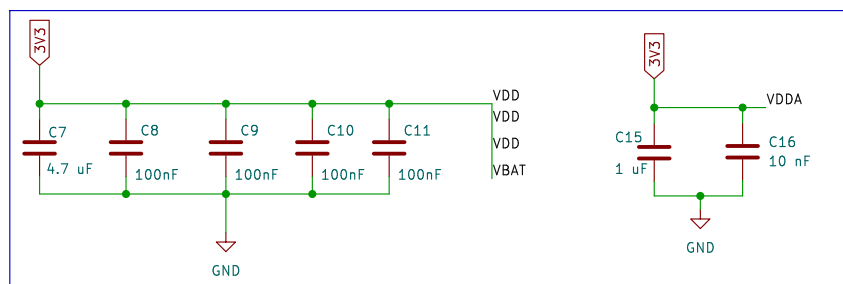 3V3
3V3
VDD
VDDA
VDD
C7
C8
C9
C10
C11
C15
VDD
C16
4.7 uF
100nF
100nF
100nF
100nF
VBAT
1 uF
10 nF
GND
GND